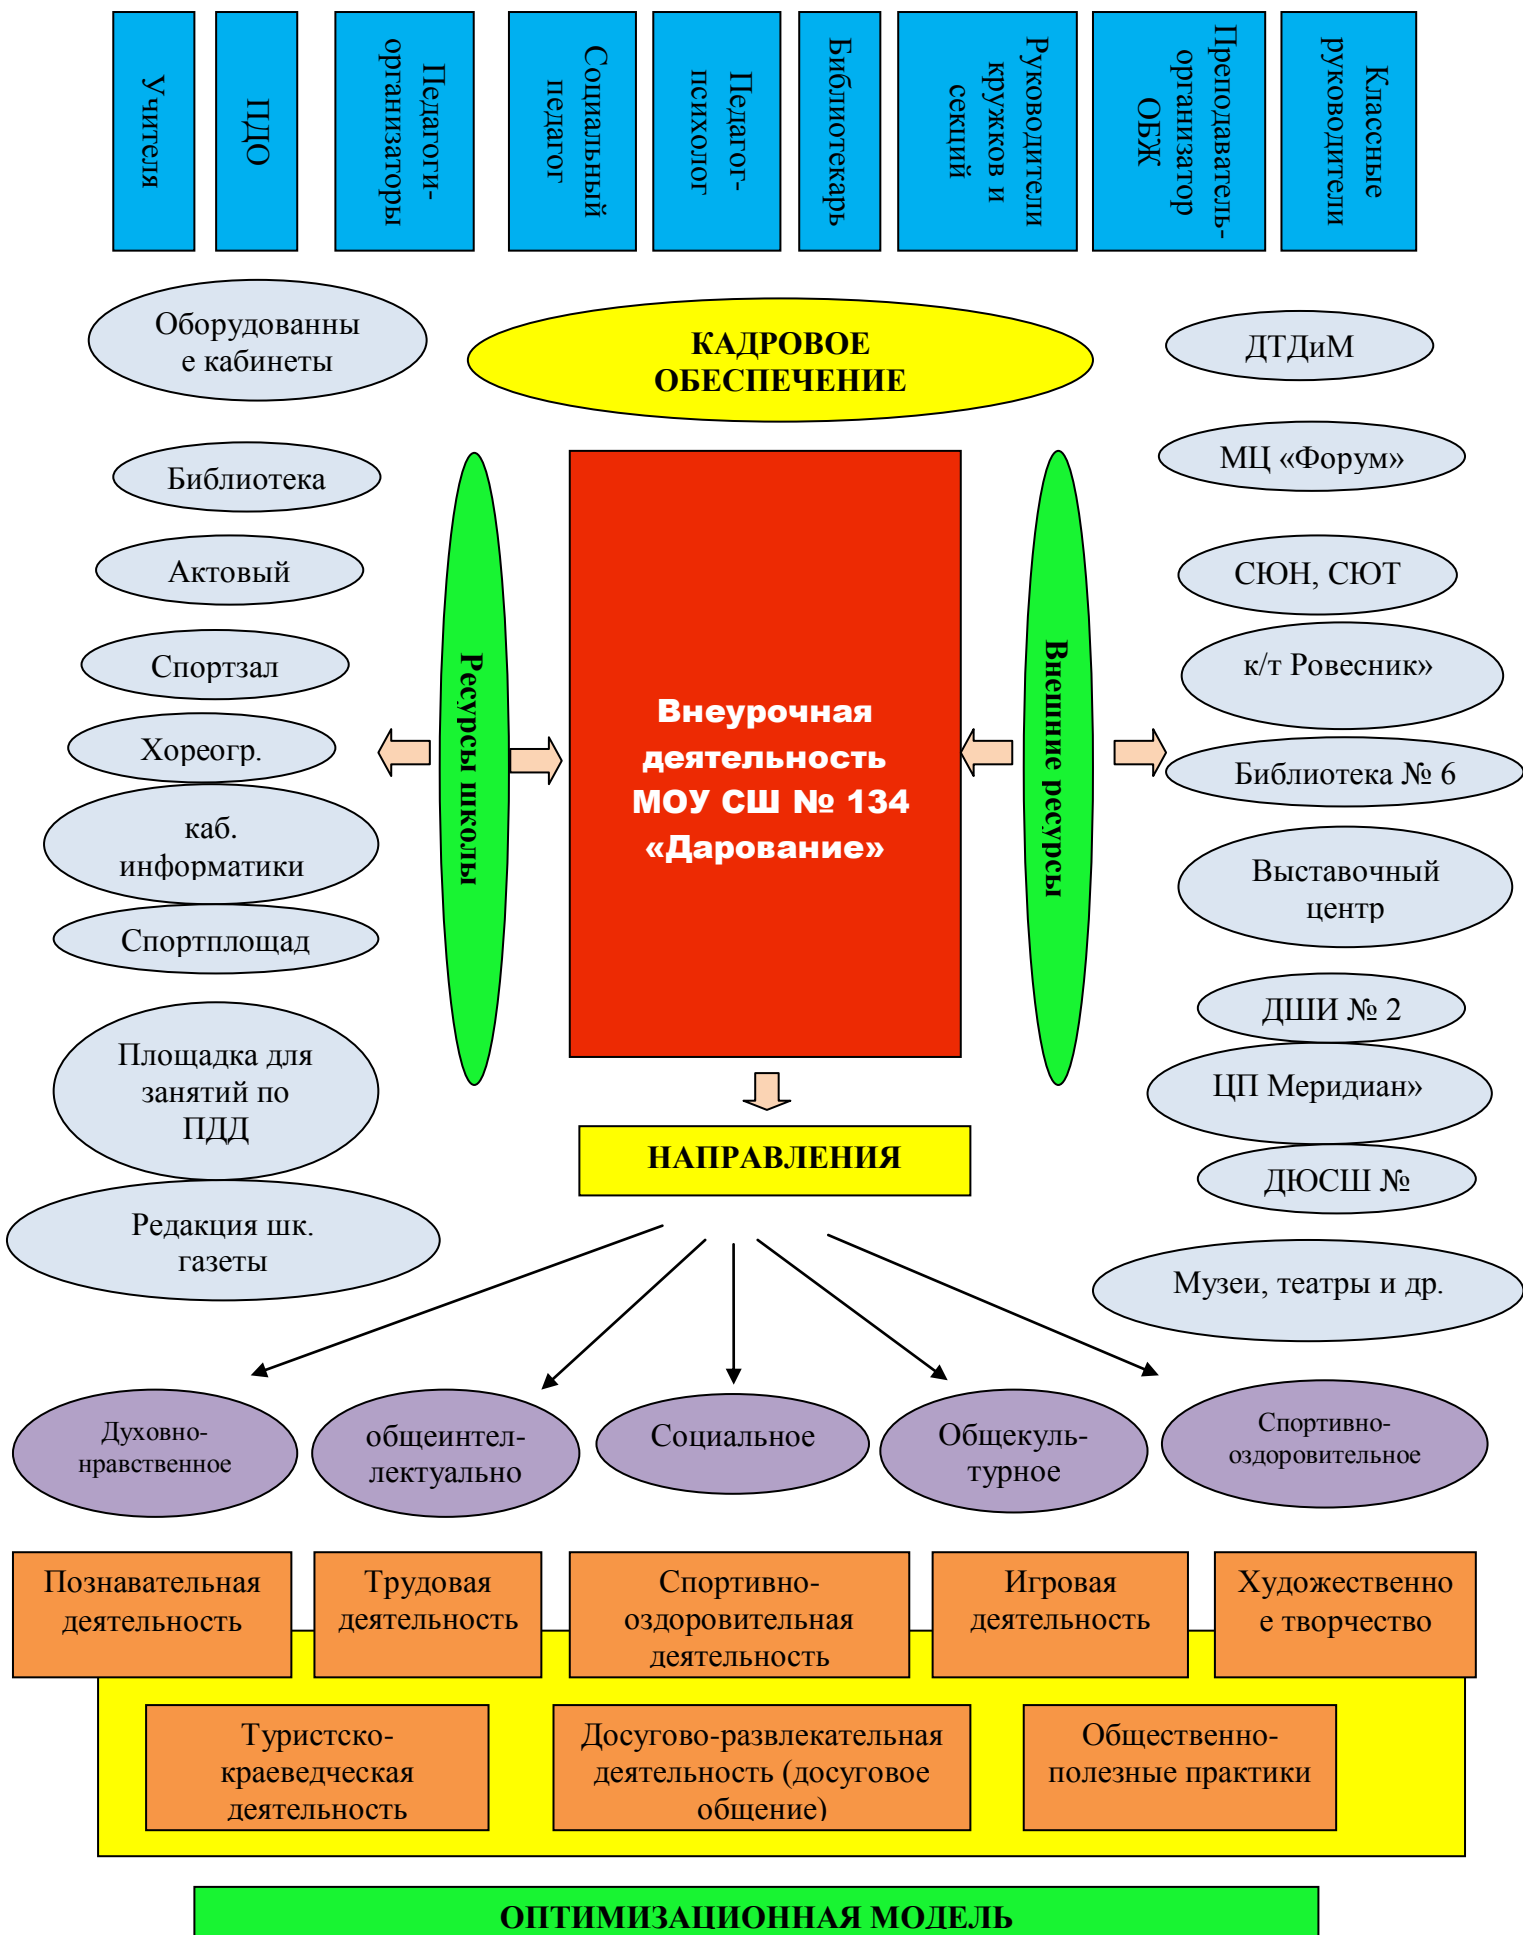 Учителя
ПДО
Педагоги-
организаторы
Социальный
педагог
Педагог-
психолог
Библиотекарь
Руководители
кружков и
секций
Преподаватель-
организатор
ОБЖ
Классные
руководители
КАДРОВОЕ
ОБЕСПЕЧЕНИЕ
Оборудованны
е кабинеты
Библиотека
Актовый
Спортзал
Хореогр.
каб.
информатики
Спортплощад
Площадка для
занятий по
ПДД
Редакция шк.
газеты
Ресурсы школы
Внеурочная
деятельность
МОУ СШ № 134
«Дарование»
Внешние ресурсы
ДТДиМ
МЦ «Форум»
СЮН, СЮТ
к/т Ровесник»
Библиотека № 6
Выставочный
центр
ДШИ № 2
ЦП Меридиан»
ДЮСШ №
Музеи, театры и др.
НАПРАВЛЕНИЯ
Духовно-
нравственное
общеинтел-
лектуально
Социальное
Общекуль-
турное
Спортивно-
оздоровительное
Познавательная
деятельность
Трудовая
деятельность
Спортивно-
оздоровительная
деятельность
Игровая
деятельность
Художественно
е творчество
Туристско-
краеведческая
деятельность
Досугово-развлекательная
деятельность (досуговое
общение)
Общественно-
полезные практики
ОПТИМИЗАЦИОННАЯ МОДЕЛЬ